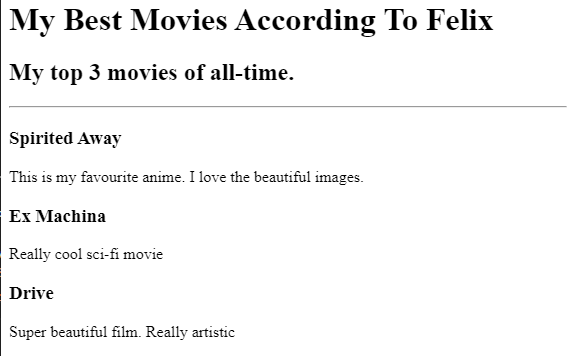 My Best Movies According To Felix
My top 3 movies of all-time.
Spirited Away
This is my favourite anime. I love the beautiful images.
Ex Machina
Really cool sci-fi movie
Drive
Super beautiful film. Really artistic